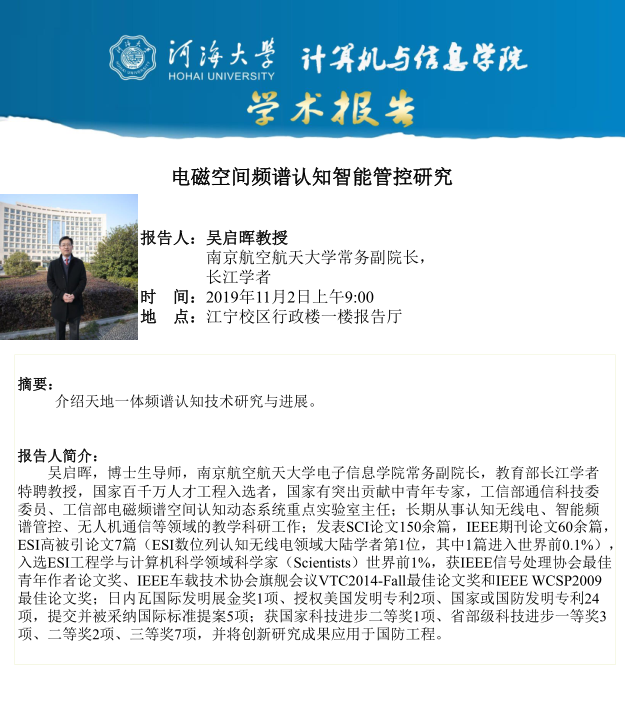 河海大学
HOHAI UNIVERSITY
计算机与信息学院
学术报告
电磁空间频谱认知智能管控研究
报告人：吴启晖教授
南京航空航天大学常务副院长，
长江学者
时　间：2019年11月2日上午9:00
地　点：江宁校区行政楼一楼报告厅
摘要：
介绍天地一体频谱认知技术研究与进展。
报告人简介：
吴启晖，博士生导师，南京航空航天大学电子信息学院常务副院长，教育部长江学者
特聘教授，国家百千万人才工程入选者，国家有突出贡献中青年专家，工信部通信科技委
委员、工信部电磁频谱空间认知动态系统重点实验室主任；长期从事认知无线电、智能频
谱管控、无人机通信等领域的教学科研工作；发表SCI论文150余篇，IEEE期刊论文60余篇，
ESI高被引论文7篇（ESI数位列认知无线电领域大陆学者第1位，其中1篇进入世界前0.1%），
入选ESI工程学与计算机科学领域科学家（Scientists）世界前1%，获IEEE信号处理协会最佳
青年作者论文奖、IEEE车载技术协会旗舰会议VTC2014-Fall最佳论文奖和IEEE WCSP2009
最佳论文奖；日内瓦国际发明展金奖1项、授权美国发明专利2项、国家或国防发明专利24
项，提交并被采纳国际标准提案5项；获国家科技进步二等奖1项、省部级科技进步一等奖3
项、二等奖2项、三等奖7项，并将创新研究成果应用于国防工程。